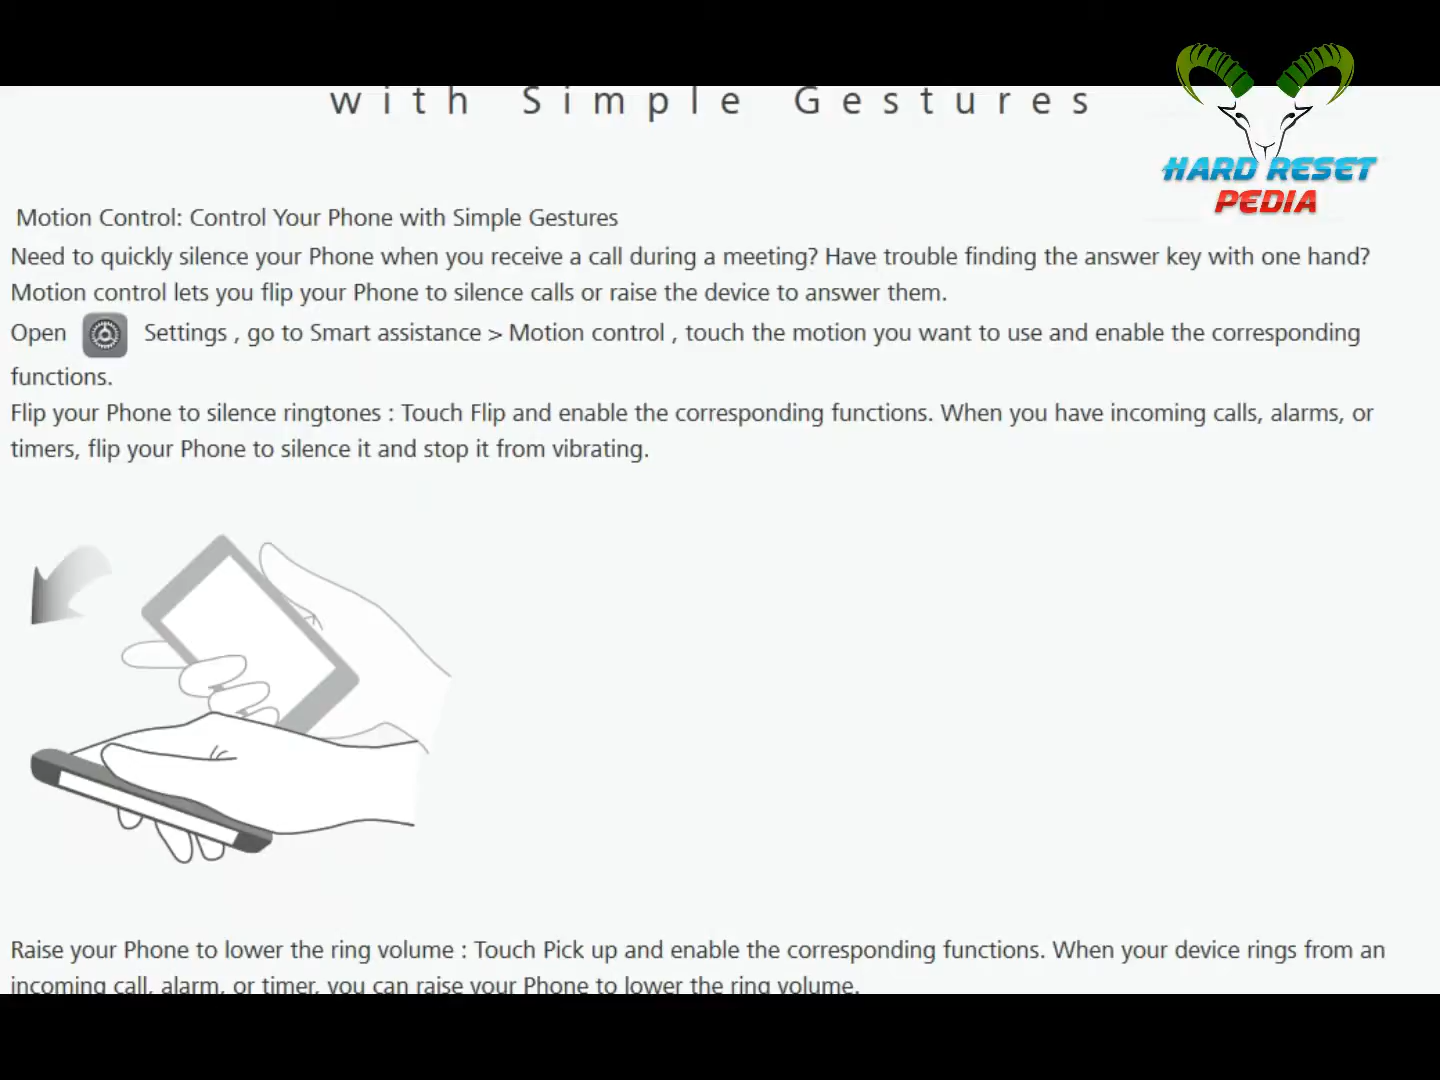 with Simple Gestures
HARD RESET
PEDIA
Motion Control: Control Your Phone with Simple Gestures
Need to quickly silence your Phone when you receive a call during a meeting? Have trouble finding the answer key with one hand?
Motion control lets you flip your Phone to silence calls or raise the device to answer them.
Open Settings , go to Smart assistance > Motion control , touch the motion you want to use and enable the corresponding
functions.
Flip your Phone to silence ringtones : Touch Flip and enable the corresponding functions. When you have incoming calls, alarms, or
timers, flip your Phone to silence it and stop it from vibrating.
Raise your Phone to lower the ring volume : Touch Pick up and enable the corresponding functions. When your device rings from an
incoming call, alarm, or timer, you can raise your Phone to lower the ring volume.